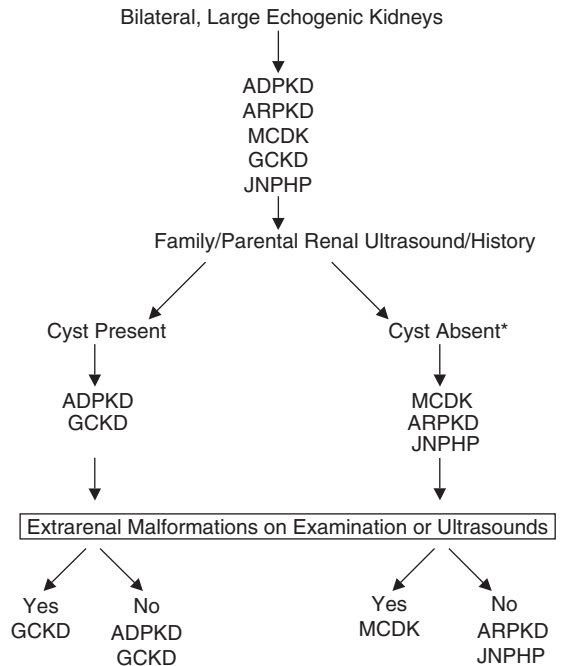 Bilateral, Large Echogenic Kidneys
ADPKD
ARPKD
MCDK
GCKD
JNPHP
Family/Parental Renal Ultrasound/History
Cyst Present
Cyst Absent*
ADPKD
GCKD
MCDK
ARPKD
JNPHP
Extrarenal Malformations on Examination or Ultrasounds
Yes
GCKD
No
ADPKD
GCKD
Yes
MCDK
No
ARPKD
JNPHP